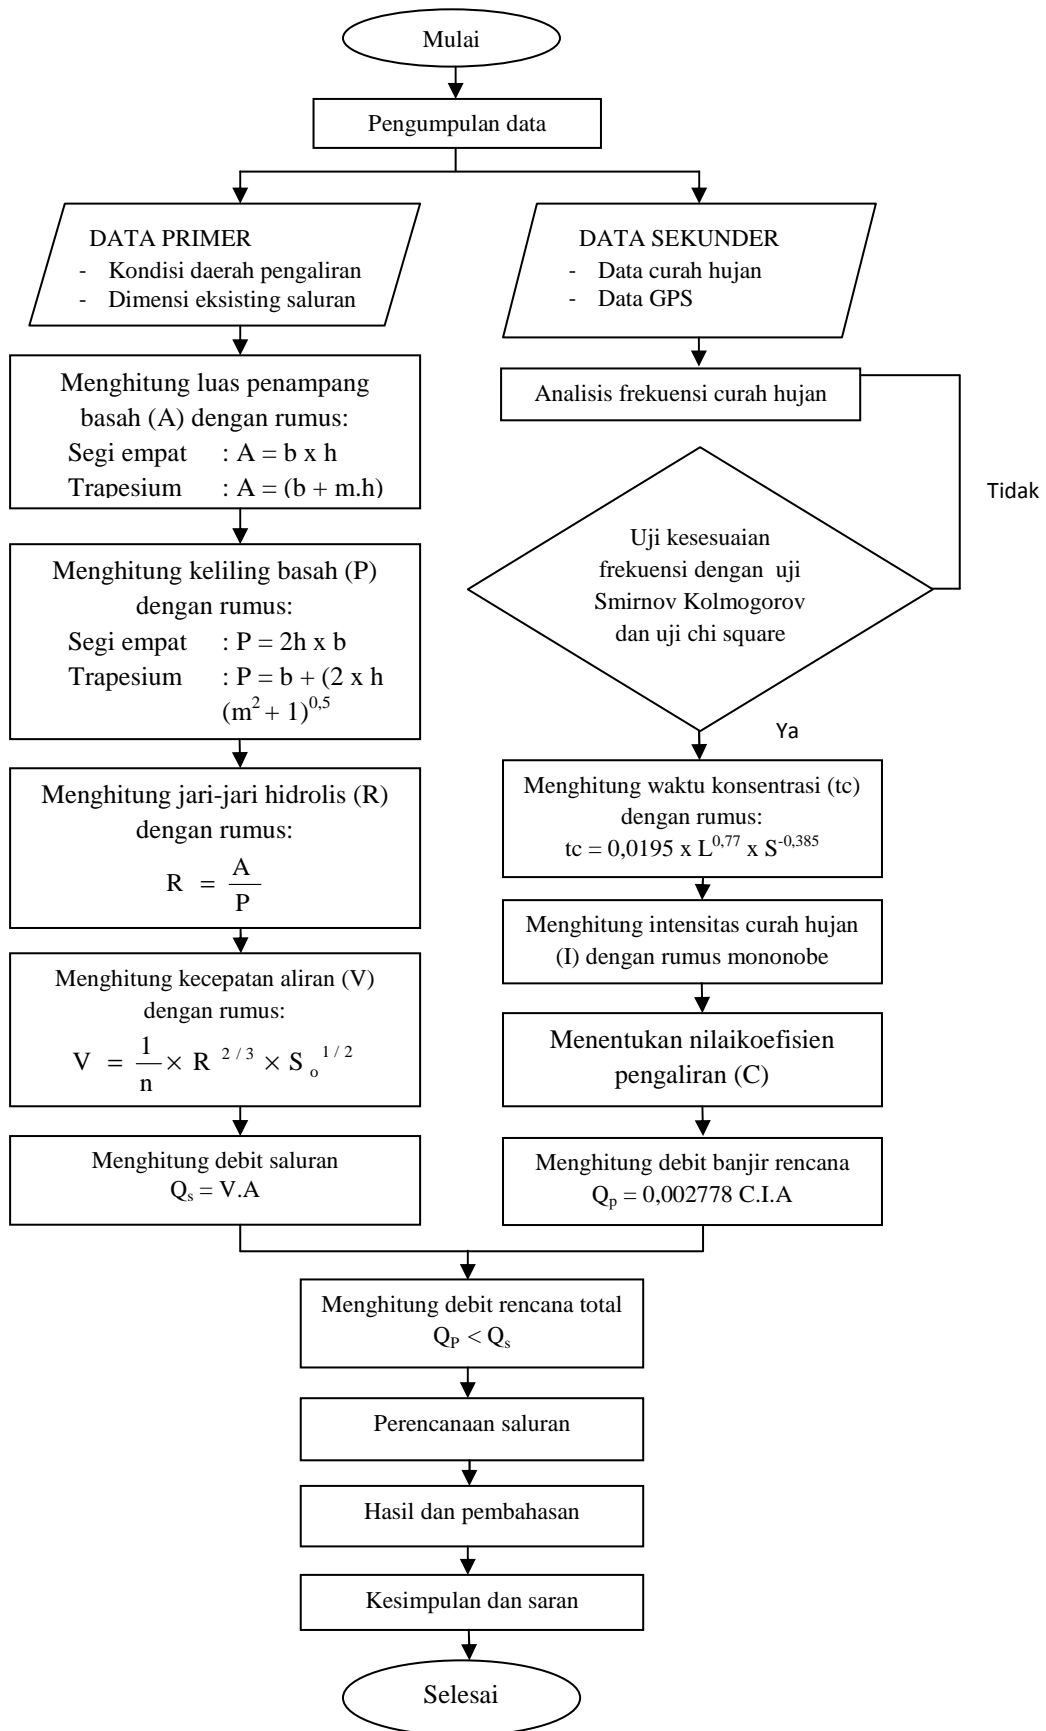 Mulai
Pengumpulan data
DATA PRIMER
- Kondisi daerah pengaliran
- Dimensi eksisting saluran
DATA SEKUNDER
- Data curah hujan
- Data GPS
Menghitung luas penampang
basah (A) dengan rumus:
Segi empat : A = b x h
Trapesium : A = (b + m.h)
Menghitung keliling basah (P)
dengan rumus:
Segi empat : P = 2h x b
Trapesium : P = b + (2 x h
(m² + 1)^0,5
Menghitung jari-jari hidrolis (R)
dengan rumus:
R = A/P
Menghitung kecepatan aliran (V)
dengan rumus:
V = 1/n × R^2/3 × S_o^1/2
Menghitung debit saluran
Q_s = V.A
Analisis frekuensi curah hujan
Tidak
Uji kesesuaian
frekuensi dengan uji
Smirnov Kolmogorov
dan uji chi square
Ya
Menghitung waktu konsentrasi (tc)
dengan rumus:
tc = 0,0195 x L^0,77 x S^-0,385
Menghitung intensitas curah hujan
(I) dengan rumus mononobe
Menentukan nilaikoefisien
pengaliran (C)
Menghitung debit banjir rencana
Q_p = 0,002778 C.I.A
Menghitung debit rencana total
Q_P < Q_s
Perencanaan saluran
Hasil dan pembahasan
Kesimpulan dan saran
Selesai